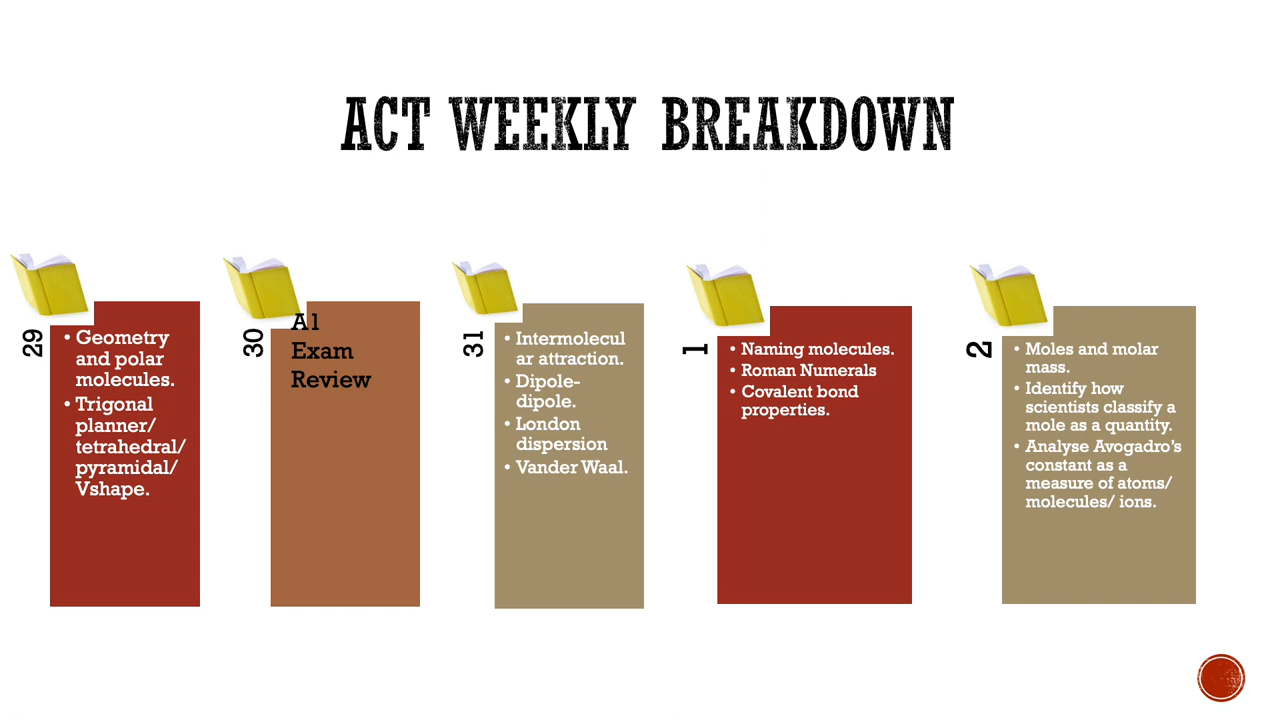 ACT WEEKLY BREAKDOWN
29
• Geometry
and polar
molecules.
• Trigonal
planner/
tetrahedral/
pyramidal/
Vshape.
30
A1
Exam
Review
31
• Intermolecul
ar attraction.
• Dipole-
dipole.
• London
dispersion
• Vander Waal.
1
• Naming molecules.
• Roman Numerals
• Covalent bond
properties.
2
• Moles and molar
mass.
• Identify how
scientists classify a
mole as a quantity.
• Analyse Avogadro's
constant as a
measure of atoms/
molecules/ ions.